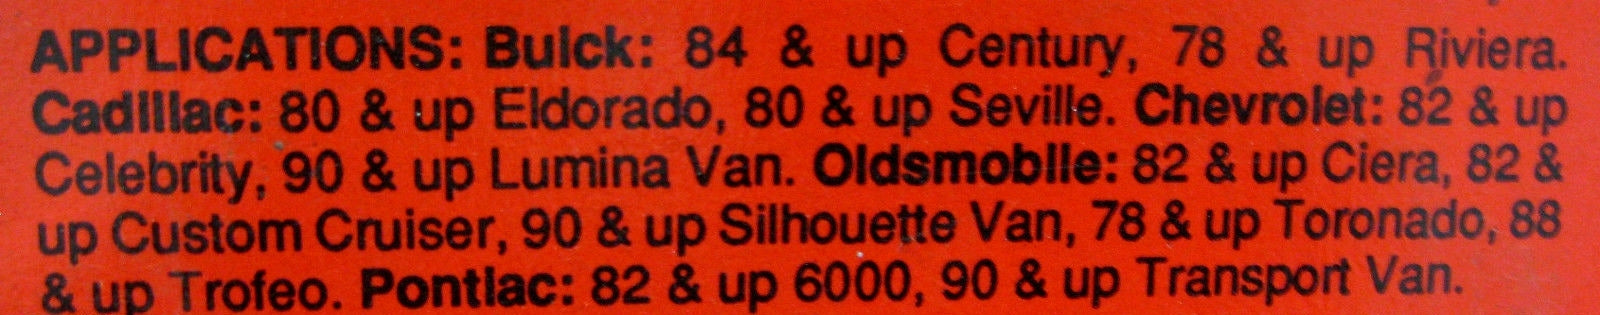 APPLICATIONS: Buick: 84 & up Century, 78 & up Riviera.
Cadillac: 80 & up Eldorado, 80 & up Seville. Chevrolet: 82 & up
Celebrity, 90 & up Lumina Van. Oldsmobile: 82 & up Ciera, 82 &
up Custom Cruiser, 90 & up Silhouette Van, 78 & up Toronado, 88
& up Trofeo. Pontiac: 82 & up 6000, 90 & up Transport Van.